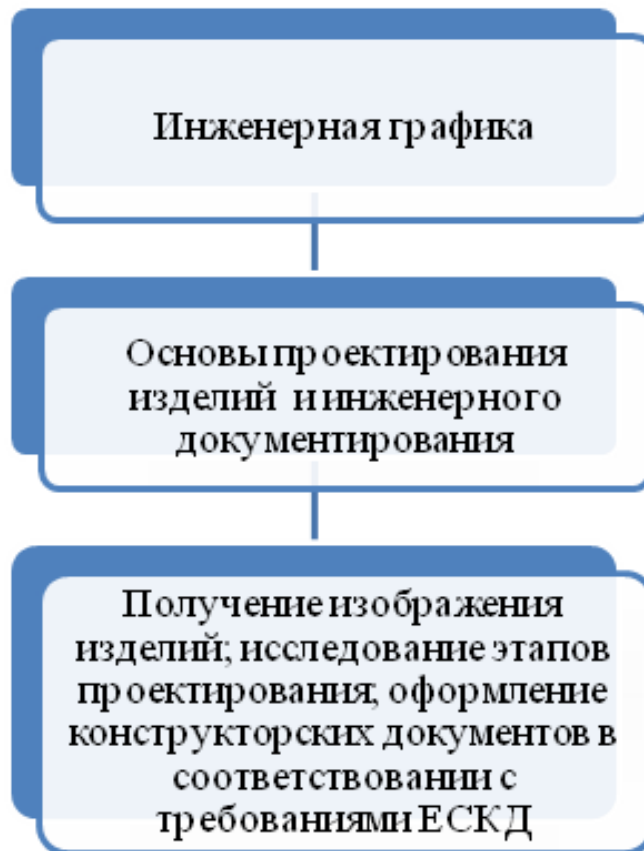 Инженерная графика
Основы проектирования
изделий и инженерного
документирования
Получение изображения
изделий; исследование этапов
проектирования; оформление
конструкторских документов в
соответствовании с
требованиями ЕСКД